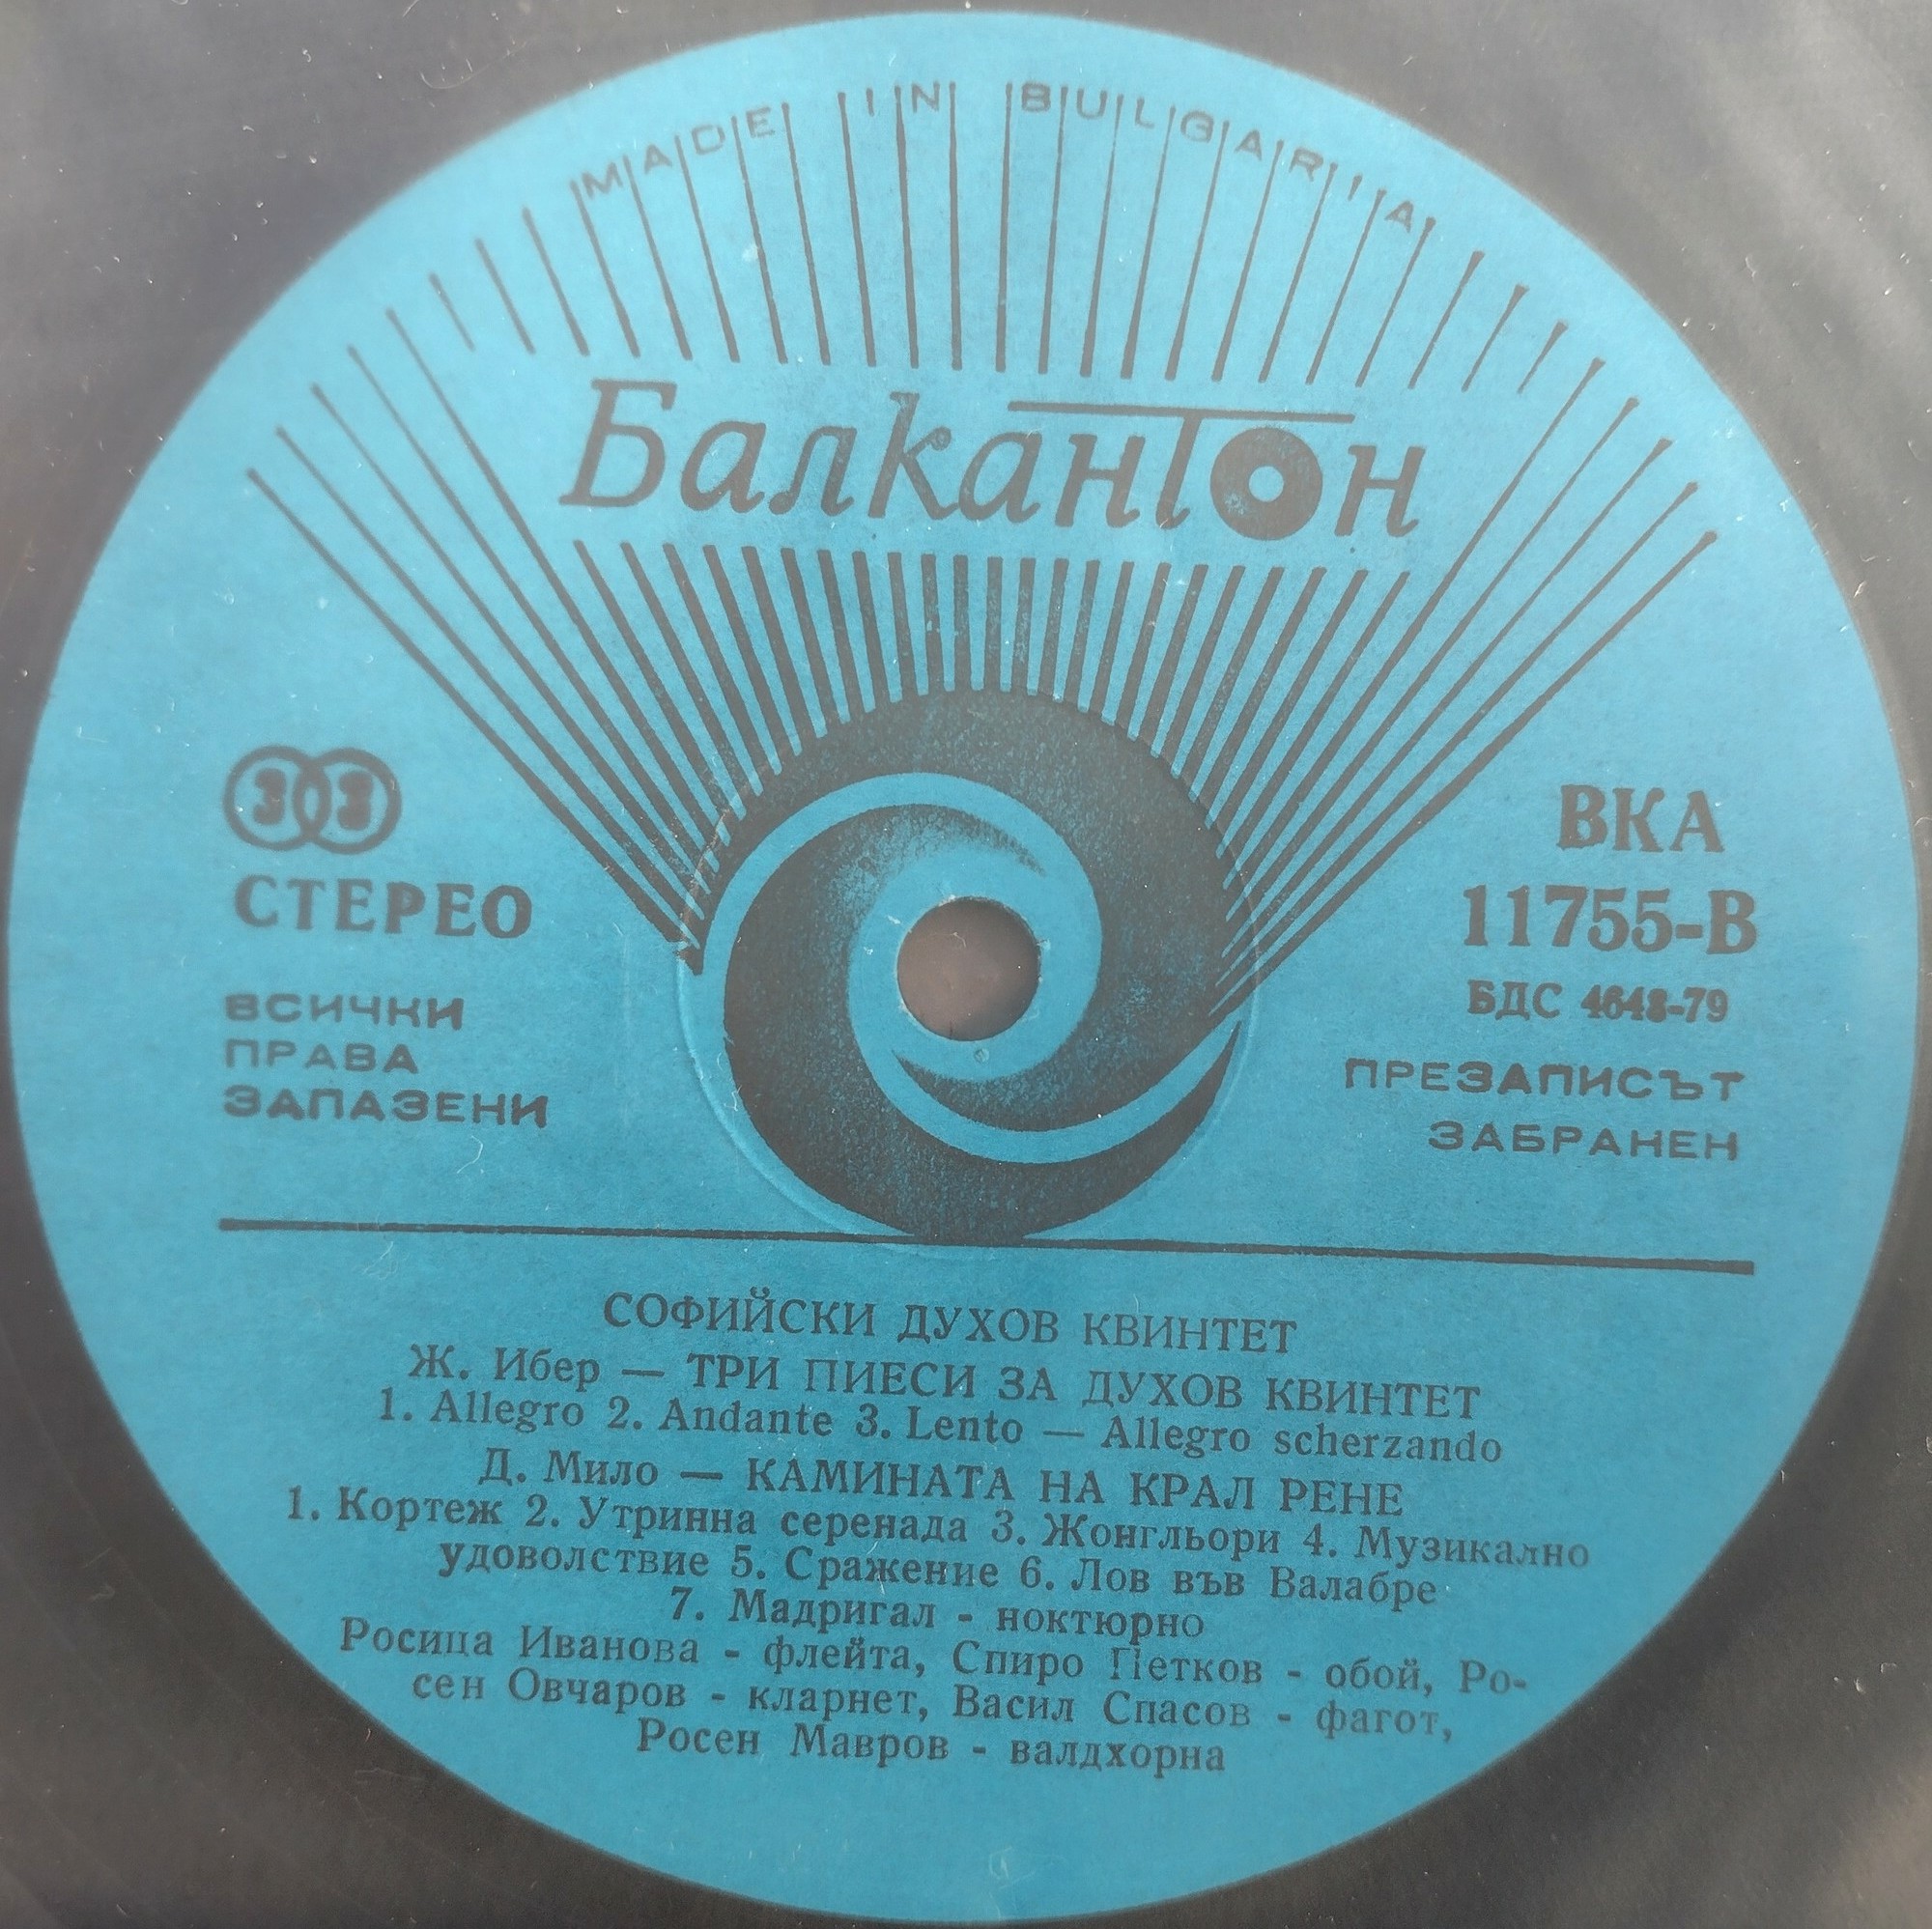 MADE IN BULGARIA
Балкантон
33
СТЕРЕО
ВСИЧКИ
ПРАВА
ЗАПАЗЕНИ
ВКА
11755-В
БДС 4648-79
ПРЕЗАПИСЪТ
ЗАБРАНЕН
СОФИЙСКИ ДУХОВ КВИНТЕТ
Ж. Ибер — ТРИ ПИЕСИ ЗА ДУХОВ КВИНТЕТ
1. Allegro 2. Andante 3. Lento — Allegro scherzando
Д. Мило — КАМИНАТА НА КРАЛ РЕНЕ
1. Кортеж 2. Утринна серенада 3. Жонгльори 4. Музикално
удоволствие 5. Сражение 6. Лов във Валабре
7. Мадригал - ноктюрно
Росица Иванова - флейта, Спиро Петков - обой, Ро-
сен Овчаров - кларнет, Васил Спасов - фагот,
Росен Мавров - валдхорна